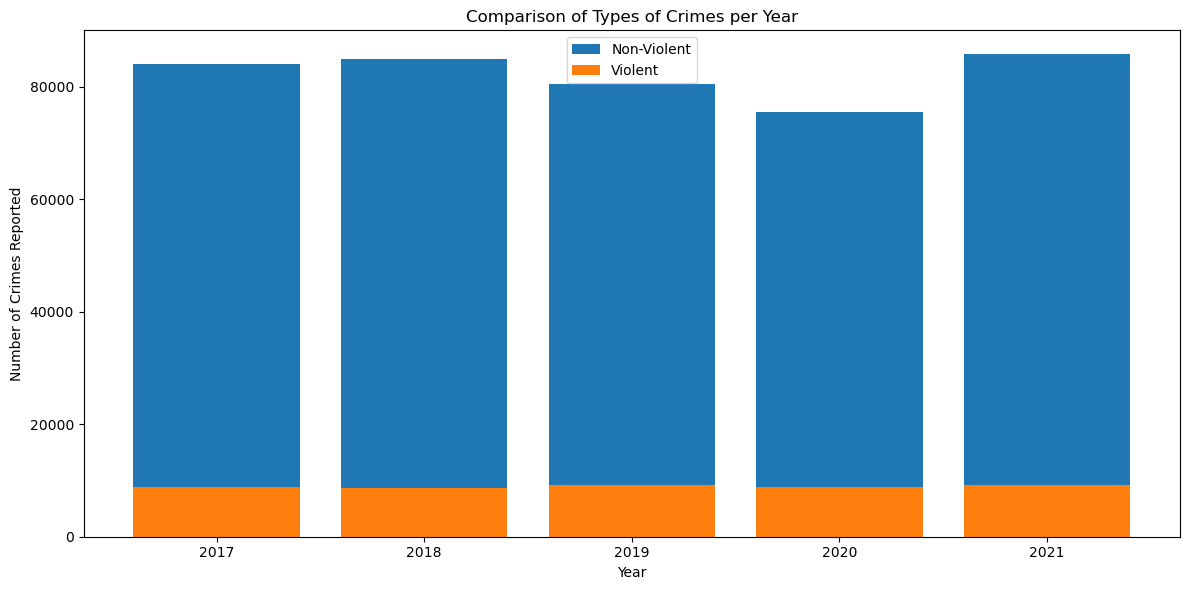 Comparison of Types of Crimes per Year
Non-Violent
Violent
Number of Crimes Reported
80000
60000
40000
20000
0
2017 2018 2019 2020 2021
Year